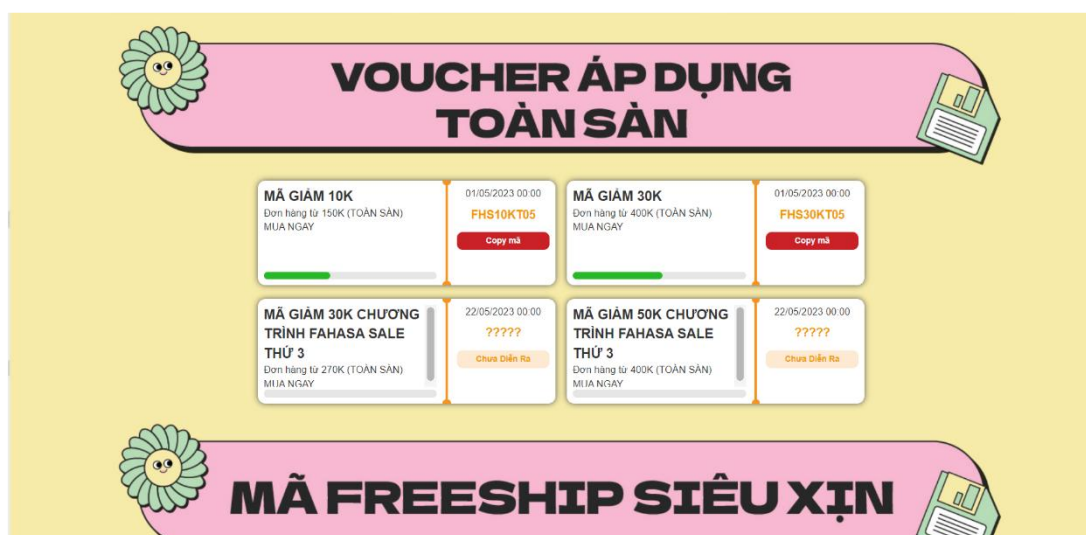 VOUCHER ÁP DỤNG
TOÀN SÀN
MÃ GIẢM 10K
Đơn hàng từ 150K (TOÀN SÀN)
MUA NGAY
01/05/2023 00:00
FHS10KT05
Copy mã
MÃ GIẢM 30K
Đơn hàng từ 400K (TOÀN SÀN)
MUA NGAY
01/05/2023 00:00
FHS30KT05
Copy mã
MÃ GIẢM 30K CHƯƠNG
TRÌNH FAHASA SALE
THỨ 3
Đơn hàng từ 270K (TOÀN SÀN)
MUA NGAY
22/05/2023 00:00
?????
Chưa Diễn Ra
MÃ GIẢM 50K CHƯƠNG
TRÌNH FAHASA SALE
THỨ 3
Đơn hàng từ 400K (TOÀN SÀN)
MUA NGAY
22/05/2023 00:00
?????
Chưa Diễn Ra
MÃ FREESHIP SIÊU XỊN